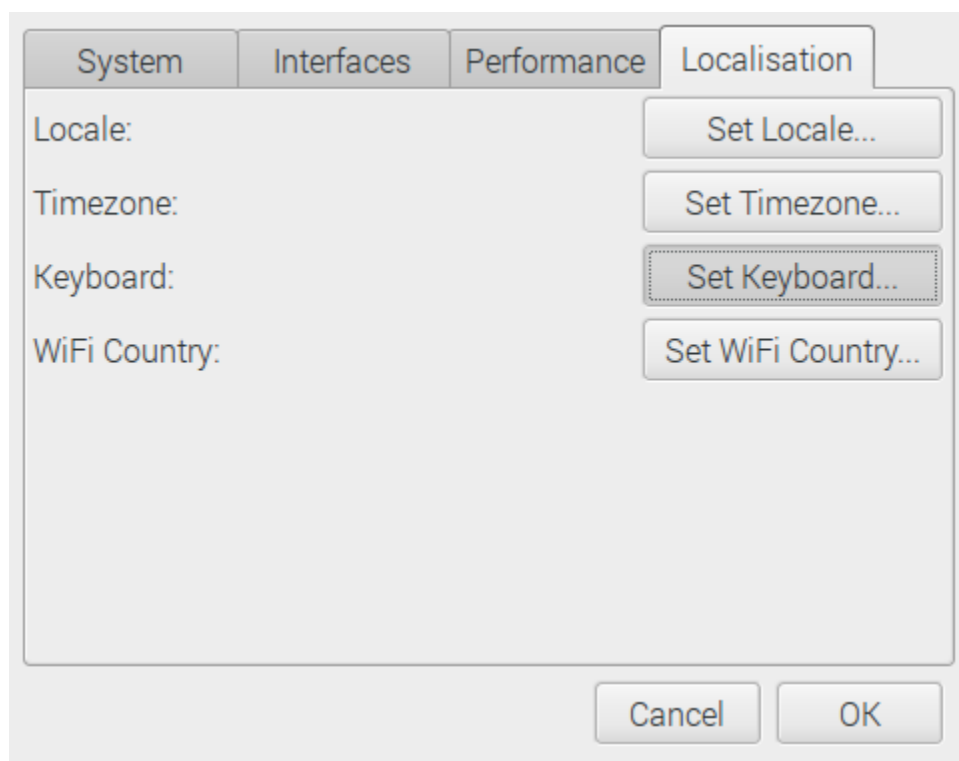 System Interfaces Performance Localisation
Locale: Set Locale...
Timezone: Set Timezone...
Keyboard: Set Keyboard...
WiFi Country: Set WiFi Country...
Cancel OK